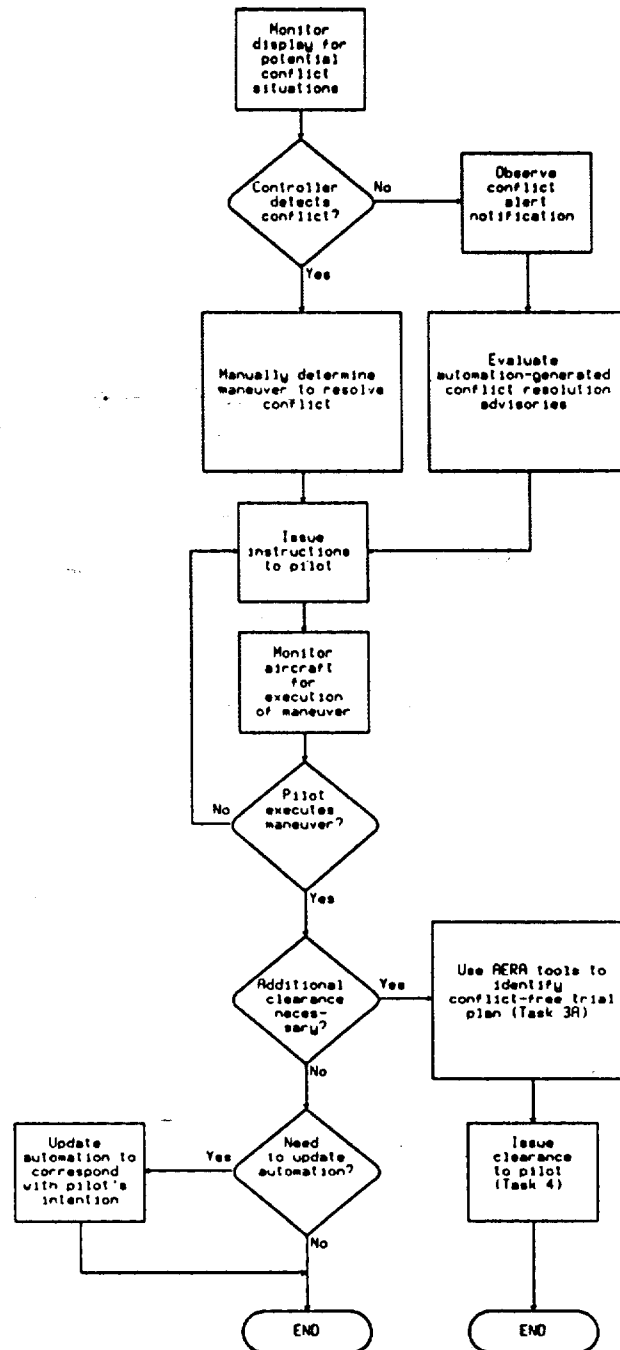 Monitor
display for
potential
conflict
situations
Controller
detects
conflict?
No
Observe
conflict
alert
notification
Yes
Manually determine
maneuver to resolve
conflict
Evaluate
automation-generated
conflict resolution
advisories
Issue
instructions
to pilot
Monitor
aircraft
for
execution
of maneuver
No
Pilot
executes
maneuver?
Yes
Additional
clearance
neces-
sary?
Yes
Use AERA tools to
identify
conflict-free trial
plan (Task 3A)
No
Update
automation to
correspond
with pilot's
intention
Yes
Need
to update
automation?
Issue
clearance
to pilot
(Task 4)
No
END
END